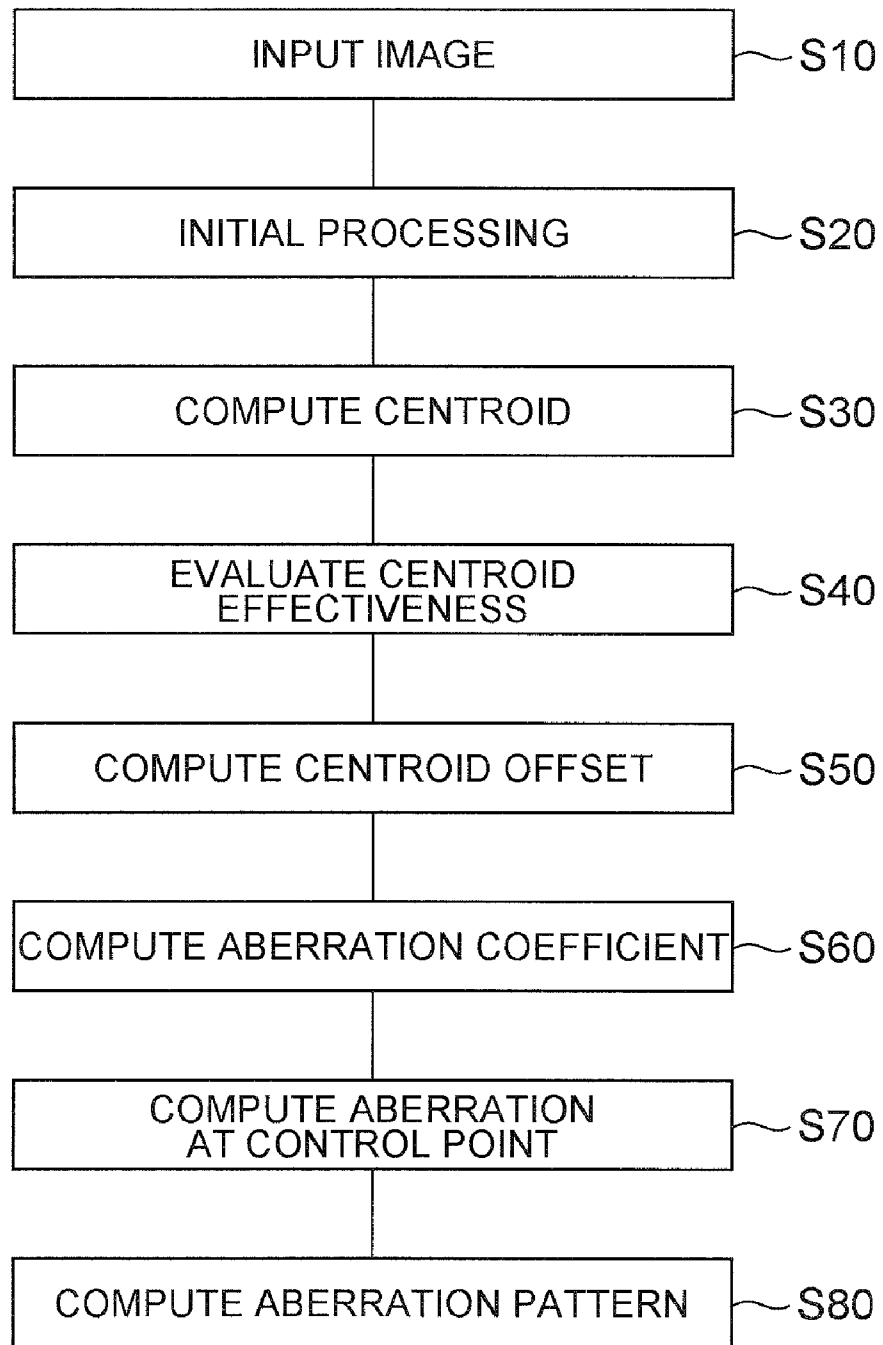 INPUT IMAGE
S10
INITIAL PROCESSING
S20
COMPUTE CENTROID
S30
EVALUATE CENTROID
EFFECTIVENESS
S40
COMPUTE CENTROID OFFSET
S50
COMPUTE ABERRATION COEFFICIENT
S60
COMPUTE ABERRATION
AT CONTROL POINT
S70
COMPUTE ABERRATION PATTERN
S80